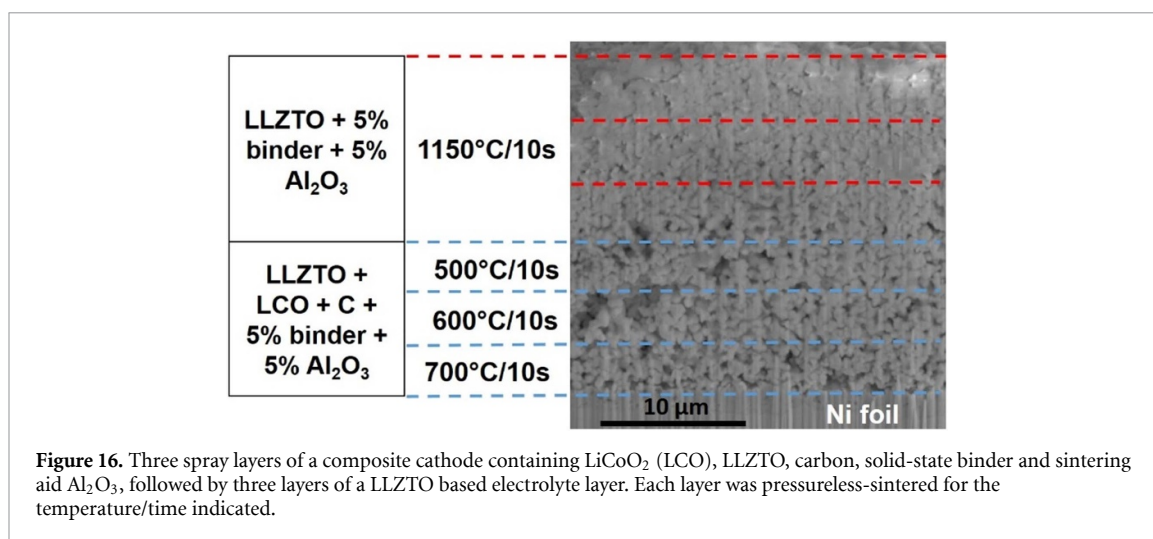 LLZTO + 5%
binder + 5%
Al₂O₃
1150°C/10s
LLZTO +
LCO + C +
5% binder +
5% Al₂O₃
500°C/10s
600°C/10s
700°C/10s
10 µm
Ni foil
Figure 16. Three spray layers of a composite cathode containing LiCoO₂ (LCO), LLZTO, carbon, solid-state binder and sintering
aid Al₂O₃, followed by three layers of a LLZTO based electrolyte layer. Each layer was pressureless-sintered for the
temperature/time indicated.